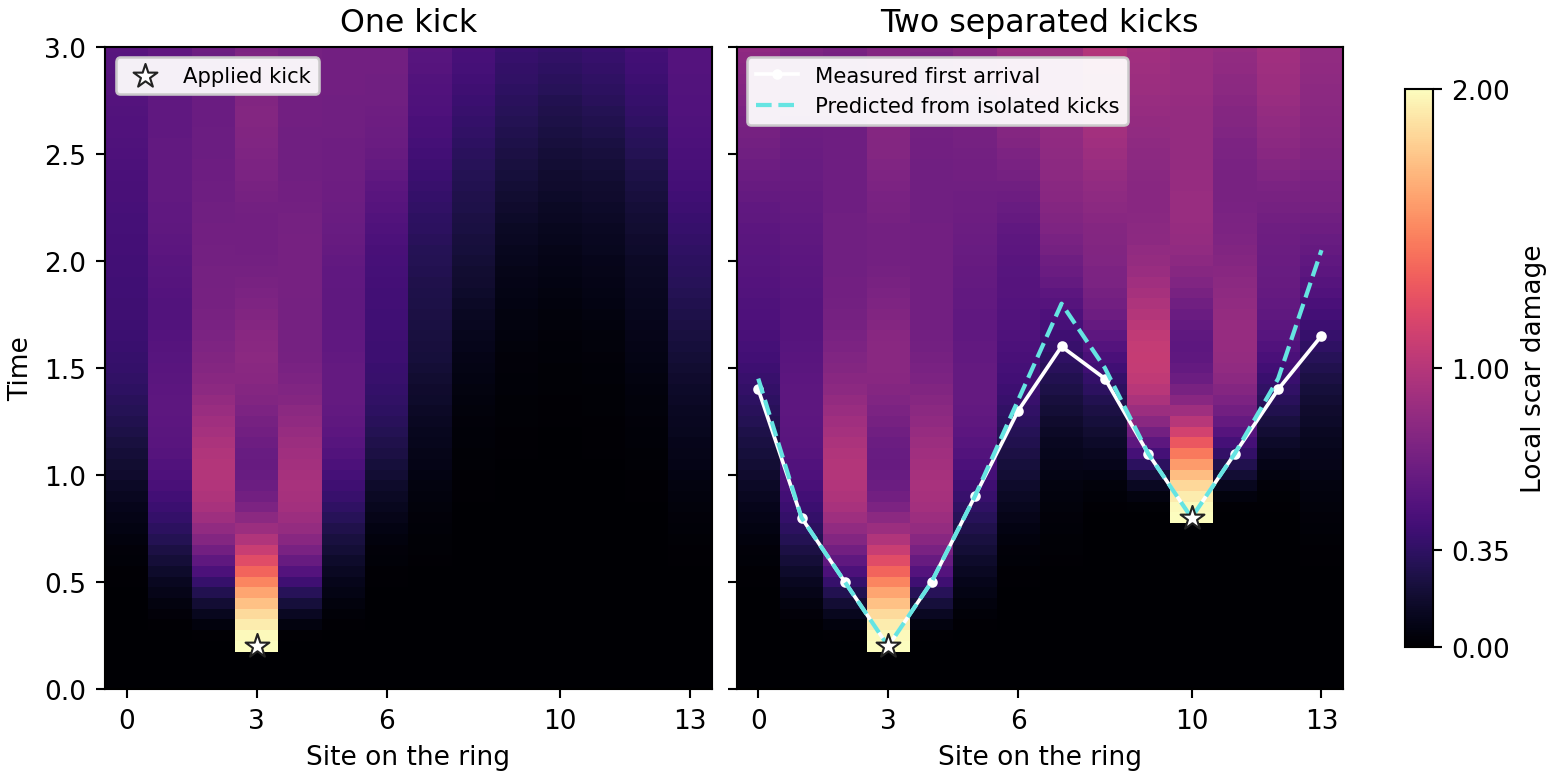 One kick
Two separated kicks
Applied kick
Measured first arrival
Predicted from isolated kicks
3.0
2.5
2.0
1.5
1.0
0.5
0.0
Time
0 3 6 10 13
Site on the ring
0 3 6 10 13
Site on the ring
2.00
1.00
0.35
0.00
Local scar damage